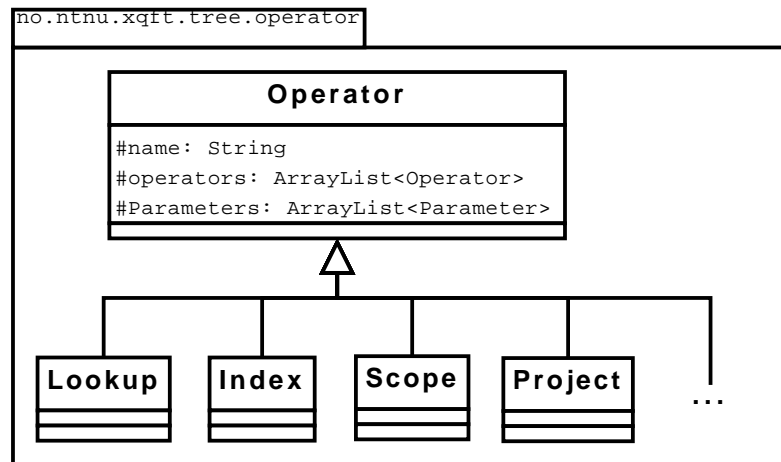 no.ntnu.xqft.tree.operator
Operator
#name: String
#operators: ArrayList<Operator>
#Parameters: ArrayList<Parameter>
Lookup Index Scope Project ...